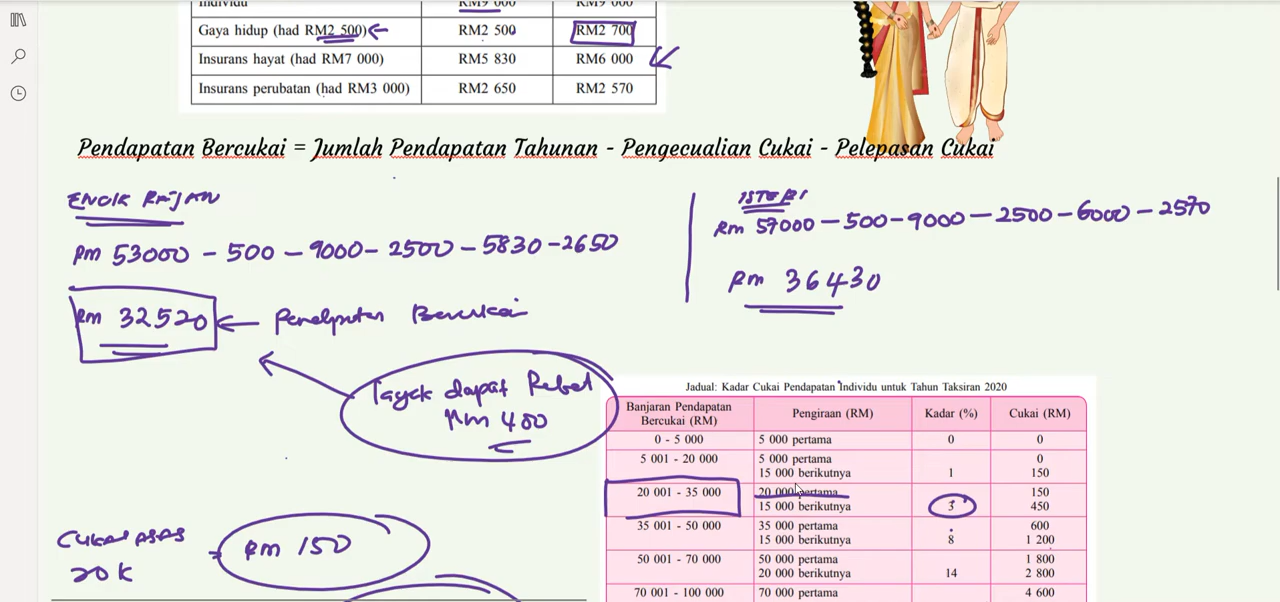 Individu RM9 000 RM9 000
Gaya hidup (had RM2 500) RM2 500 RM2 700
Insurans hayat (had RM7 000) RM5 830 RM6 000
Insurans perubatan (had RM3 000) RM2 650 RM2 570
Pendapatan Bercukai = Jumlah Pendapatan Tahunan - Pengecualian Cukai - Pelepasan Cukai
ENCIK RAJAN
RM 53000 - 500 - 9000 - 2500 - 5830 - 2650
RM 32520 ← Bercukai
ISTERI
RM 57000 - 500 - 9000 - 2500 - 6000 - 2570
RM 36430
dapat Rebat
RM 400
Jadual: Kadar Cukai Pendapatan Individu untuk Tahun Taksiran 2020
Banjaran Pendapatan Bercukai (RM) Pengiraan (RM) Kadar (%) Cukai (RM)
0 - 5 000 5 000 pertama 0 0
5 001 - 20 000 5 000 pertama 0
15 000 berikutnya 1 150
20 001 - 35 000 20 000 pertama 150
15 000 berikutnya 3 450
35 001 - 50 000 35 000 pertama 600
15 000 berikutnya 8 1 200
50 001 - 70 000 50 000 pertama 1 800
20 000 berikutnya 14 2 800
70 001 - 100 000 70 000 pertama 4 600
CUKAI ASAS
20K
RM 150